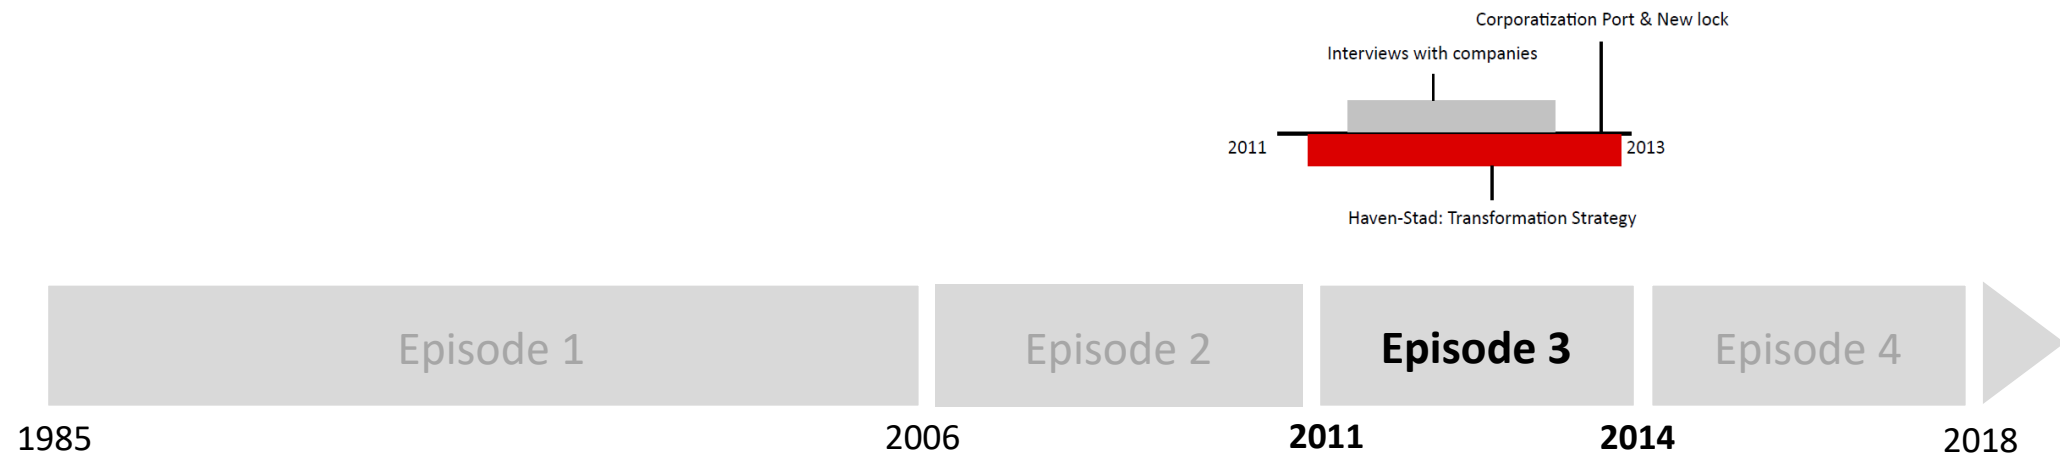 Corporatization Port & New lock
Interviews with companies
2011
2013
Haven-Stad: Transformation Strategy
Episode 1
Episode 2
Episode 3
Episode 4
1985
2006
2011
2014
2018